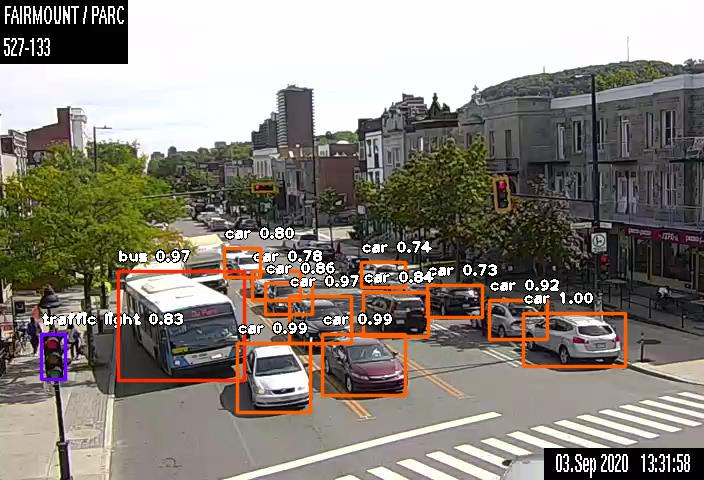 FAIRMOUNT / PARC
527-133
car 0.80
car 0.74
bus 0.97
car 0.78
car 0.86
car 0.97
car 0.84
car 0.73
car 0.92
car 1.00
traffic light 0.83
car 0.99
car 0.99
Du Parc
03.Sep 2020 13:31:58